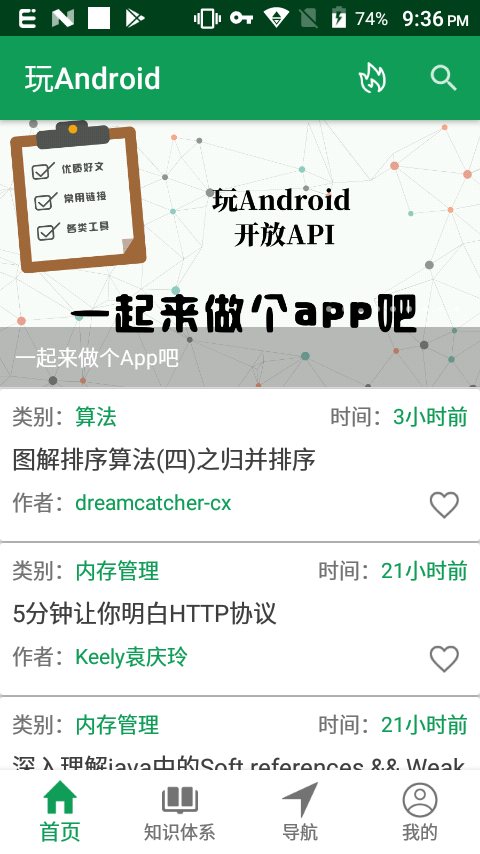 74% 9:36 PM
玩Android
优质好文
常用链接
各类工具
玩Android
开放API
一起来做个app吧
一起来做个App吧
类别：算法 时间：3小时前
图解排序算法(四)之归并排序
作者：dreamcatcher-cx
类别：内存管理 时间：21小时前
5分钟让你明白HTTP协议
作者：Keely袁庆玲
类别：内存管理 时间：21小时前
深入理解java中的Soft references && Weak
首页 知识体系 导航 我的